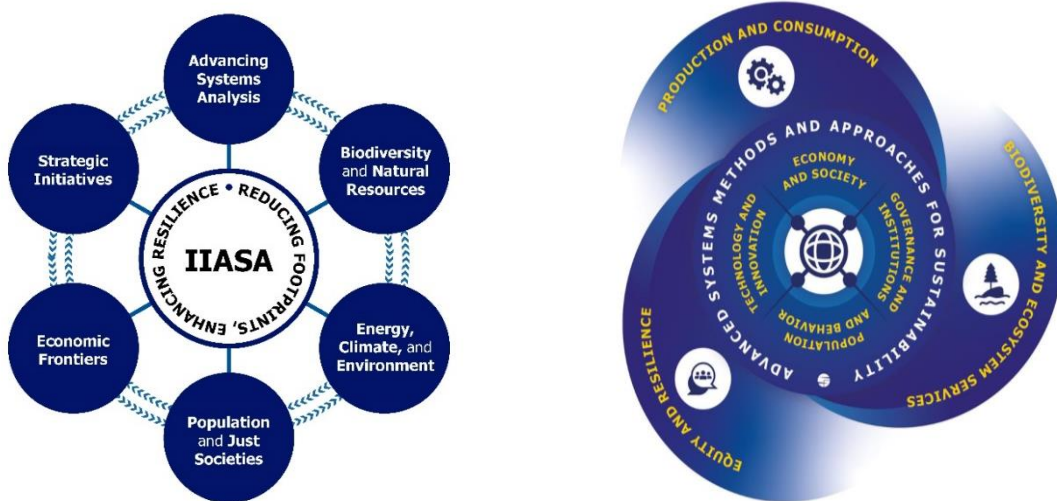 Advancing
Systems
Analysis
Strategic
Initiatives
Biodiversity
and Natural
Resources
REDUCING FOOTPRINTS, ENHANCING RESILIENCE •
IIASA
Economic
Frontiers
Energy,
Climate, and
Environment
Population
and Just
Societies
PRODUCTION AND CONSUMPTION
BIODIVERSITY AND ECOSYSTEM SERVICES
EQUITY AND RESILIENCE
ADVANCED SYSTEMS METHODS AND APPROACHES FOR SUSTAINABILITY
ECONOMY
AND SOCIETY
GOVERNANCE AND
INSTITUTIONS
TECHNOLOGY AND
INNOVATION
POPULATION
AND BEHAVIOR